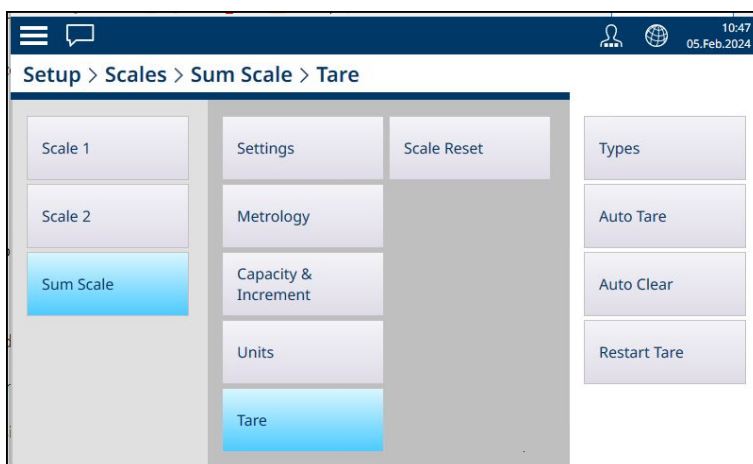 10:47
05.Feb.2024
Setup > Scales > Sum Scale > Tare
Scale 1
Scale 2
Sum Scale
Settings
Metrology
Capacity &
Increment
Units
Tare
Scale Reset
Types
Auto Tare
Auto Clear
Restart Tare